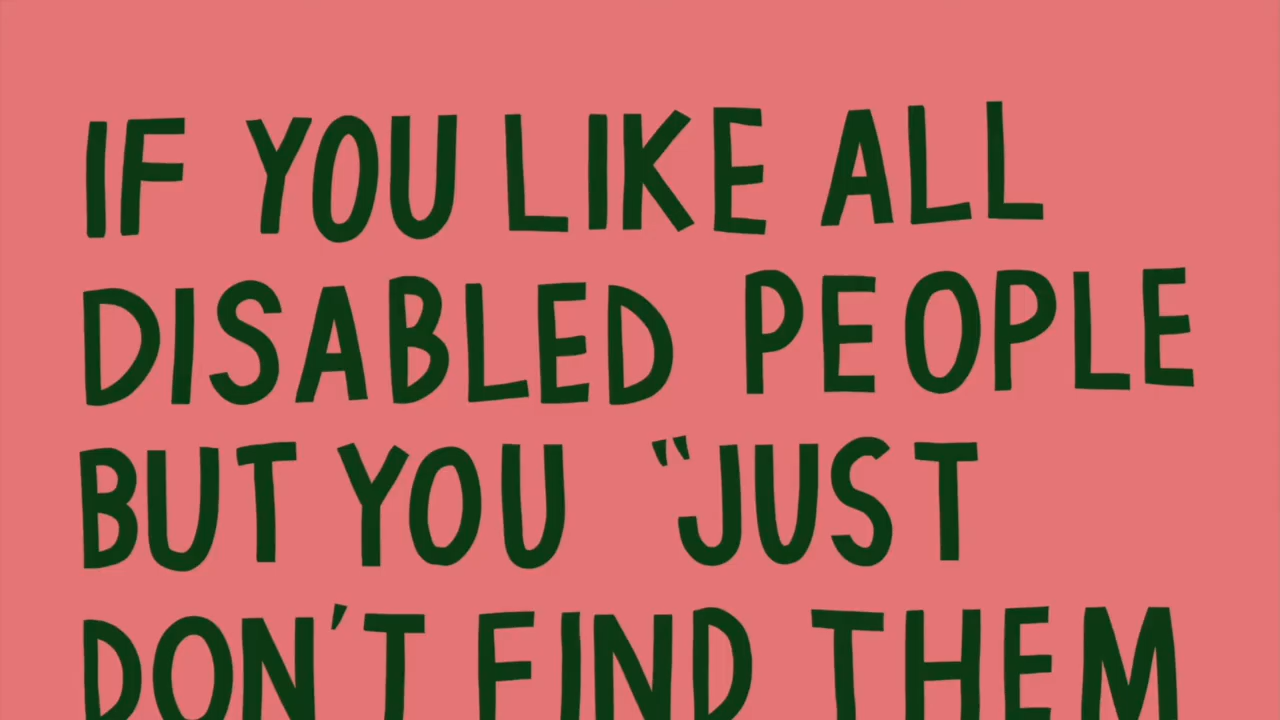 IF YOU LIKE ALL
DISABLED PEOPLE
BUT YOU “JUST
DON'T FIND THEM